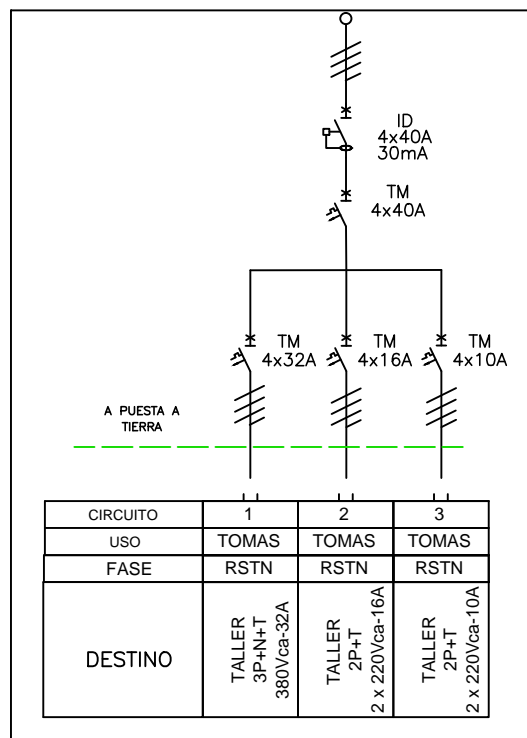 ID
4x40A
30mA
TM
4x40A
TM
4x32A
TM
4x16A
TM
4x10A
A PUESTA A
TIERRA
CIRCUITO 1 2 3
USO TOMAS TOMAS TOMAS
FASE RSTN RSTN RSTN
DESTINO
TALLER
3P+N+T
380Vca-32A
TALLER
2P+T
2 x 220Vca-16A
TALLER
2P+T
2 x 220Vca-10A